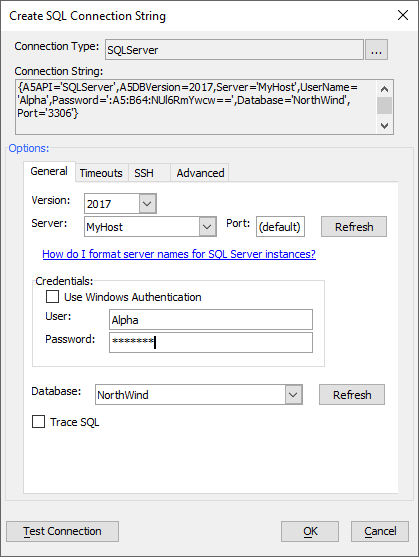 Create SQL Connection String
Connection Type: SQLServer ...
Connection String:
{A5API='SQLServer',A5DBVersion=2017,Server='MyHost',UserName=
'Alpha',Password=':A5:B64:NUl6RmYwcw==',Database='NorthWind',
Port='3306'}
Options:
General Timeouts SSH Advanced
Version: 2017
Server: MyHost Port: (default) Refresh
How do I format server names for SQL Server instances?
Credentials:
Use Windows Authentication
User: Alpha
Password: *******
Database: NorthWind Refresh
Trace SQL
Test Connection OK Cancel